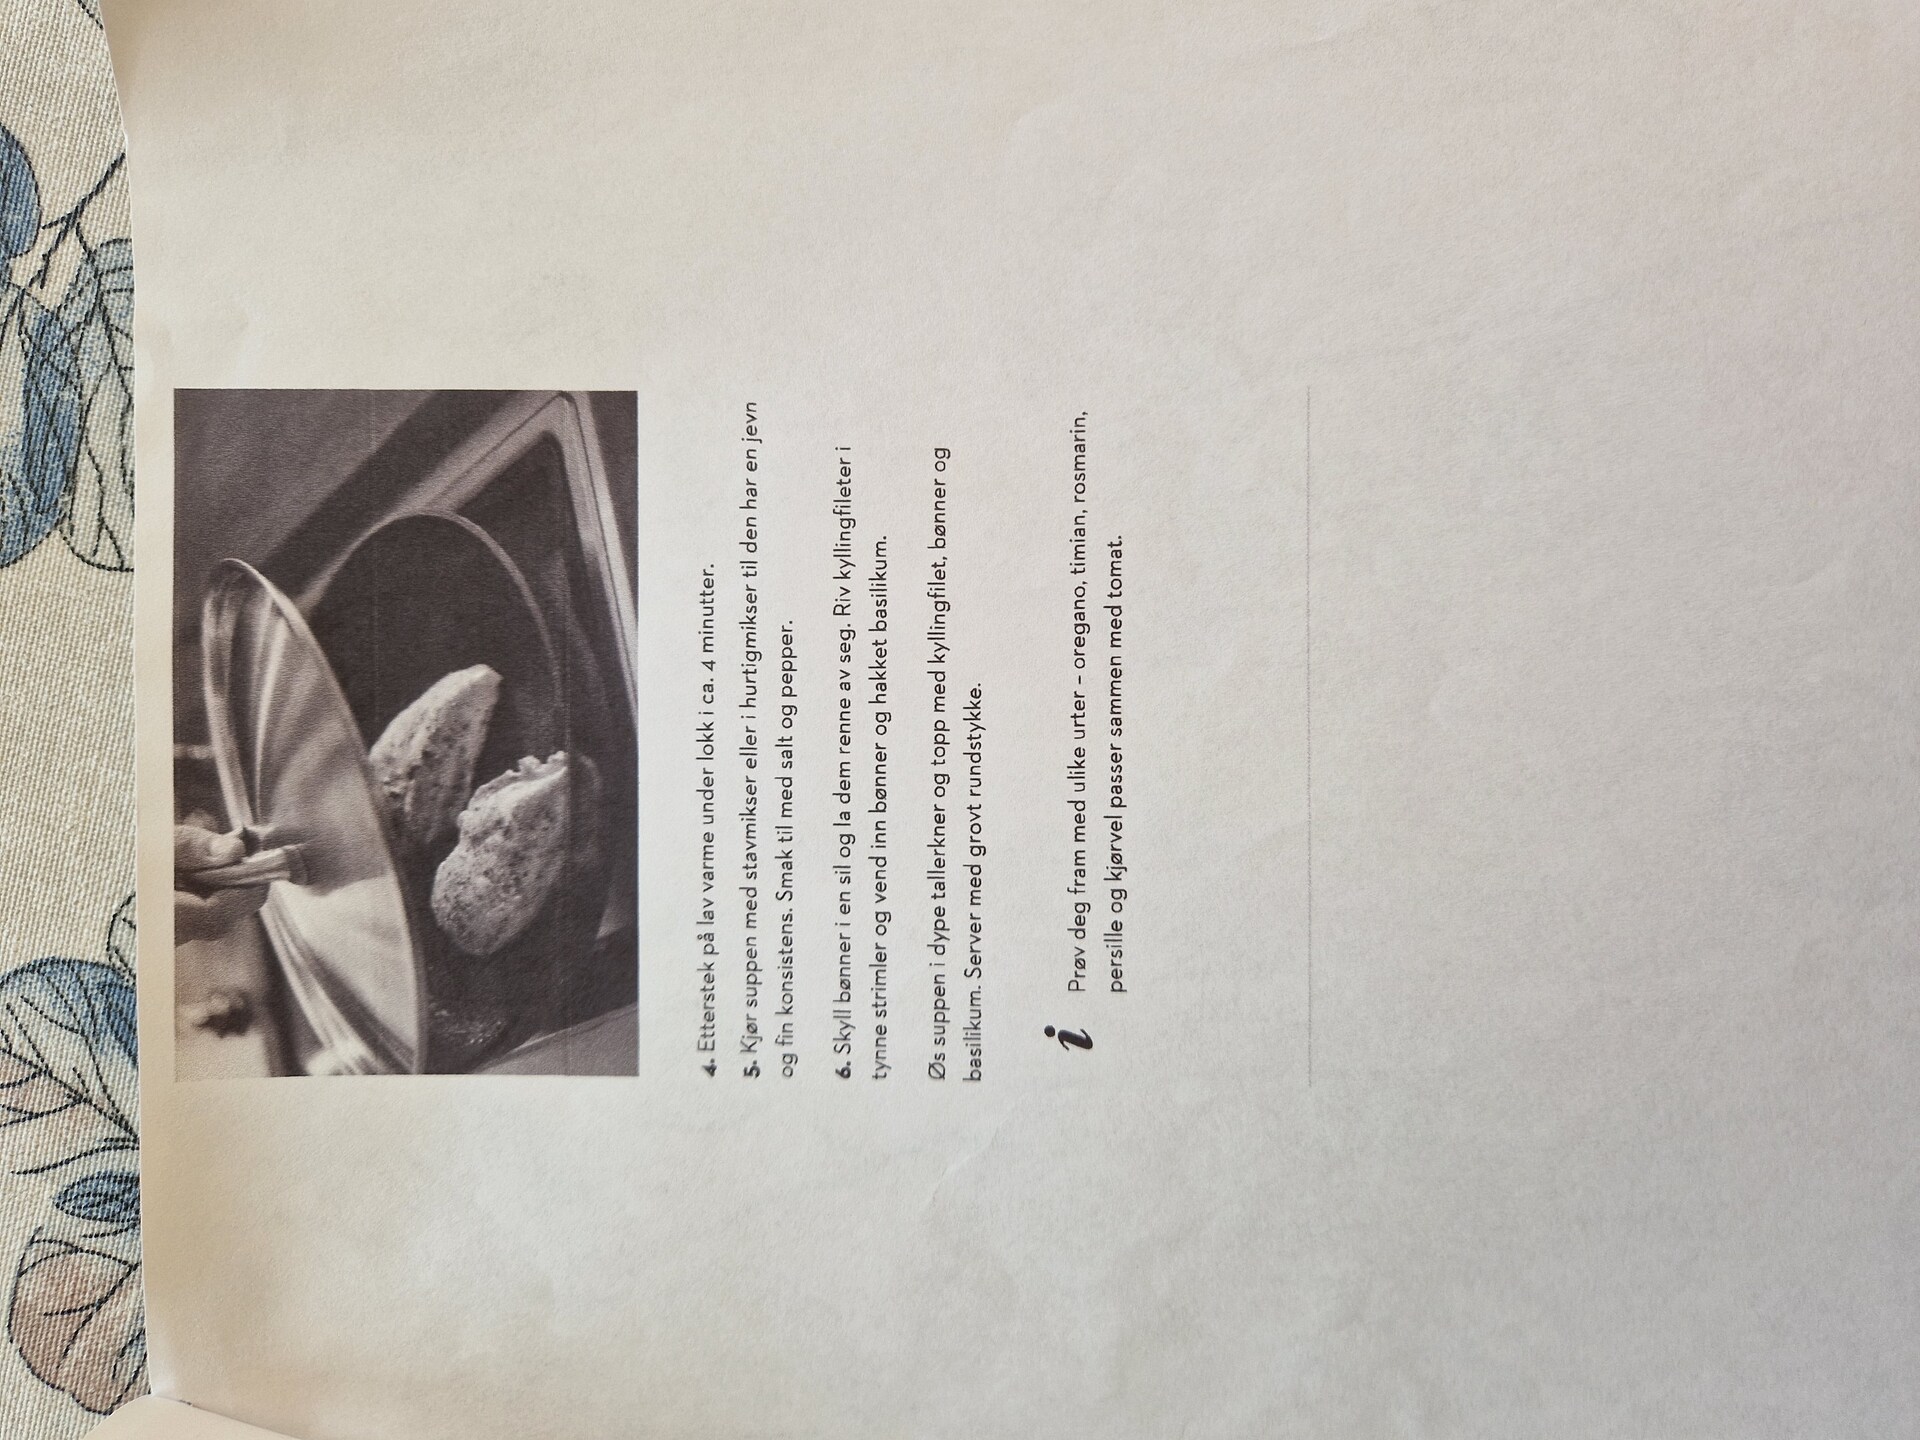 4. Etterstek på lav varme under lokk i ca. 4 minutter.
5. Kjør suppen med stavmikser eller i hurtigmikser til den har en jevn
og fin konsistens. Smak til med salt og pepper.
6. Skyll bønner i en sil og la dem renne av seg. Riv kyllingfileter i
tynne strimler og vend inn bønner og hakket basilikum.
Øs suppen i dype tallerkner og topp med kyllingfilet, bønner og
basilikum. Server med grovt rundstykke.
i
Prøv deg fram med ulike urter – oregano, timian, rosmarin,
persille og kjørvel passer sammen med tomat.